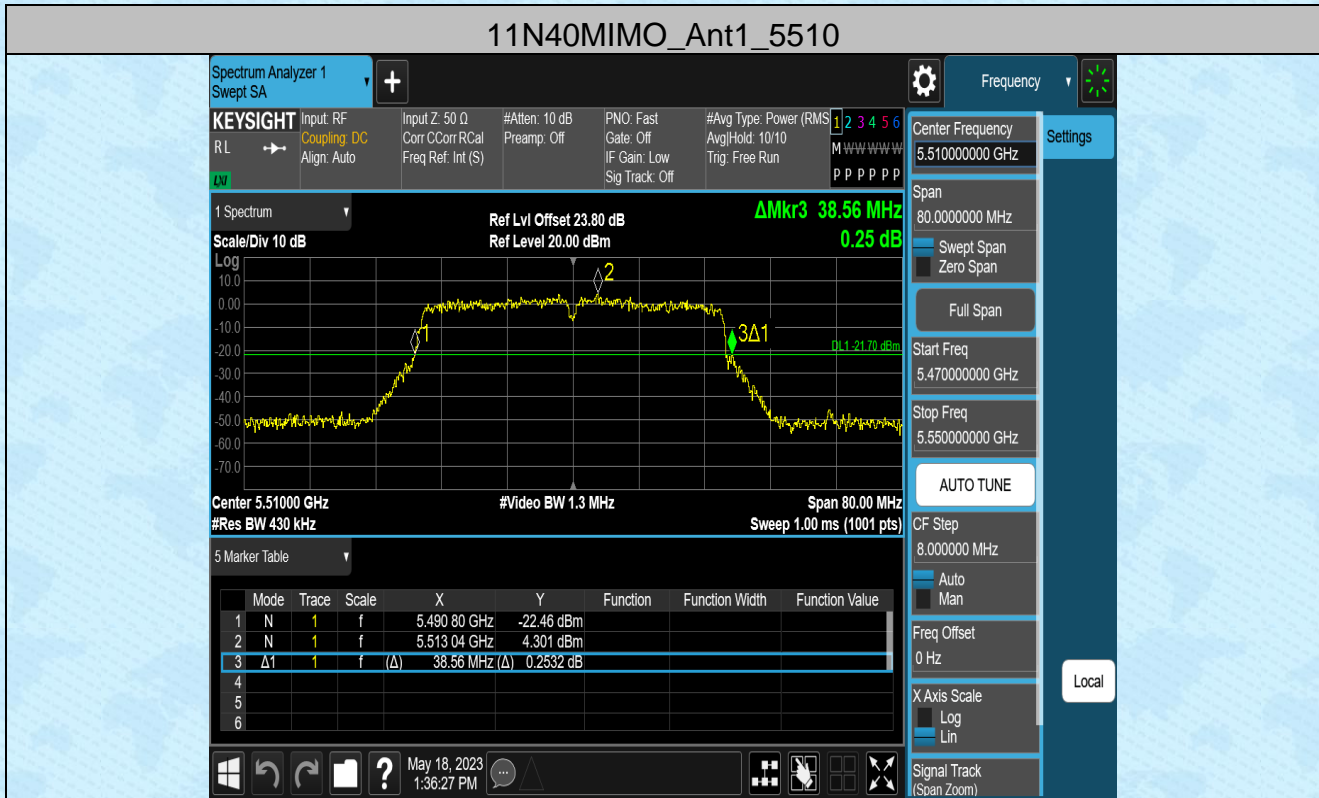 11N40MIMO_Ant1_5510
Spectrum Analyzer 1
Swept SA
Frequency
KEYSIGHT
RL
LXI
Input: RF
Coupling: DC
Align: Auto
Input Z: 50 Ω
Corr CCorr RCal
Freq Ref: Int (S)
#Atten: 10 dB
Preamp: Off
PNO: Fast
Gate: Off
IF Gain: Low
Sig Track: Off
#Avg Type: Power (RMS
Avg|Hold: 10/10
Trig: Free Run
1 2 3 4 5 6
M W W W W W
P P P P P P
1 Spectrum
Scale/Div 10 dB
Ref Lvl Offset 23.80 dB
Ref Level 20.00 dBm
ΔMkr3 38.56 MHz
0.25 dB
Log
10.0
0.00
-10.0
-20.0
-30.0
-40.0
-50.0
-60.0
-70.0
1
2
3Δ1
DL1 -21.70 dBm
Center 5.51000 GHz
#Video BW 1.3 MHz
Span 80.00 MHz
#Res BW 430 kHz
Sweep 1.00 ms (1001 pts)
5 Marker Table
Mode Trace Scale X Y Function Function Width Function Value
1 N 1 f 5.490 80 GHz -22.46 dBm
2 N 1 f 5.513 04 GHz 4.301 dBm
3 Δ1 1 f (Δ) 38.56 MHz (Δ) 0.2532 dB
4
5
6
May 18, 2023
1:36:27 PM
?
Center Frequency
5.510000000 GHz
Settings
Span
80.0000000 MHz
Swept Span
Zero Span
Full Span
Start Freq
5.470000000 GHz
Stop Freq
5.550000000 GHz
AUTO TUNE
CF Step
8.000000 MHz
Auto
Man
Freq Offset
0 Hz
X Axis Scale
Log
Lin
Local
Signal Track
(Span Zoom)